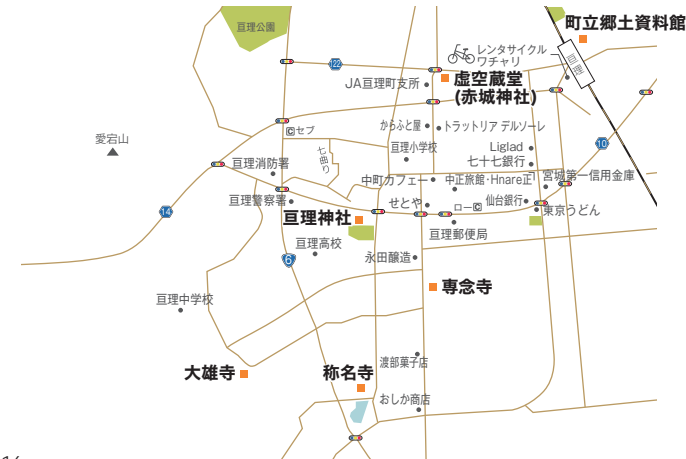 町立郷土資料館
亘理公園
レンタサイクル
ワチャリ
亘理
122
JA亘理町支所
虚空蔵堂
(赤城神社)
からふと屋
トラットリア デルソーレ
C セブ
愛宕山
七曲り
亘理小学校
Liglad
10
亘理消防署
七十七銀行
中町カフェー
中正旅館・Hnare正
宮城第一信用金庫
亘理警察署
せとや
ロー C
仙台銀行
東京うどん
14
亘理神社
亘理郵便局
亘理高校
永田醸造
6
亘理中学校
専念寺
大雄寺
称名寺
渡部菓子店
おしか商店